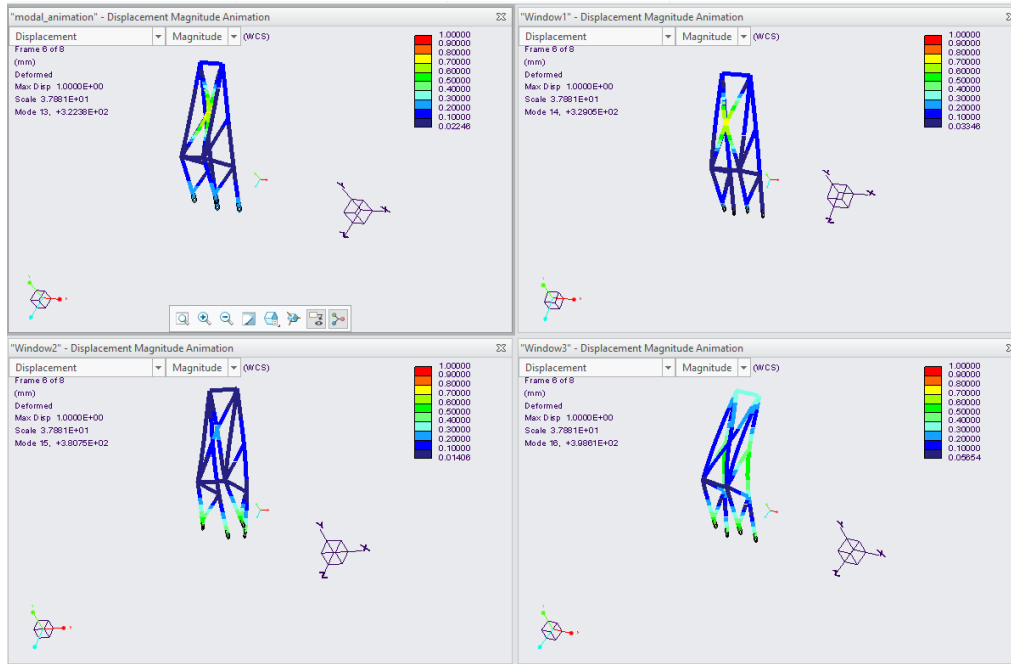 "modal_animation" - Displacement Magnitude Animation
Displacement
Magnitude
(WCS)
Frame 6 of 8
(mm)
Deformed
Max Disp 1.0000E+00
Scale 3.7881E+01
Mode 13, +3.2238E+02
1.00000
0.90000
0.80000
0.70000
0.60000
0.50000
0.40000
0.30000
0.20000
0.10000
0.02246
Y
X
Z
"Window1" - Displacement Magnitude Animation
Displacement
Magnitude
(WCS)
Frame 6 of 8
(mm)
Deformed
Max Disp 1.0000E+00
Scale 3.7881E+01
Mode 14, +3.2905E+02
1.00000
0.90000
0.80000
0.70000
0.60000
0.50000
0.40000
0.30000
0.20000
0.10000
0.03346
Y
X
Z
"Window2" - Displacement Magnitude Animation
Displacement
Magnitude
(WCS)
Frame 6 of 8
(mm)
Deformed
Max Disp 1.0000E+00
Scale 3.7881E+01
Mode 15, +3.8075E+02
1.00000
0.90000
0.80000
0.70000
0.60000
0.50000
0.40000
0.30000
0.20000
0.10000
0.01406
Y
X
Z
"Window3" - Displacement Magnitude Animation
Displacement
Magnitude
(WCS)
Frame 6 of 8
(mm)
Deformed
Max Disp 1.0000E+00
Scale 3.7881E+01
Mode 16, +3.9861E+02
1.00000
0.90000
0.80000
0.70000
0.60000
0.50000
0.40000
0.30000
0.20000
0.10000
0.05654
Y
X
Z